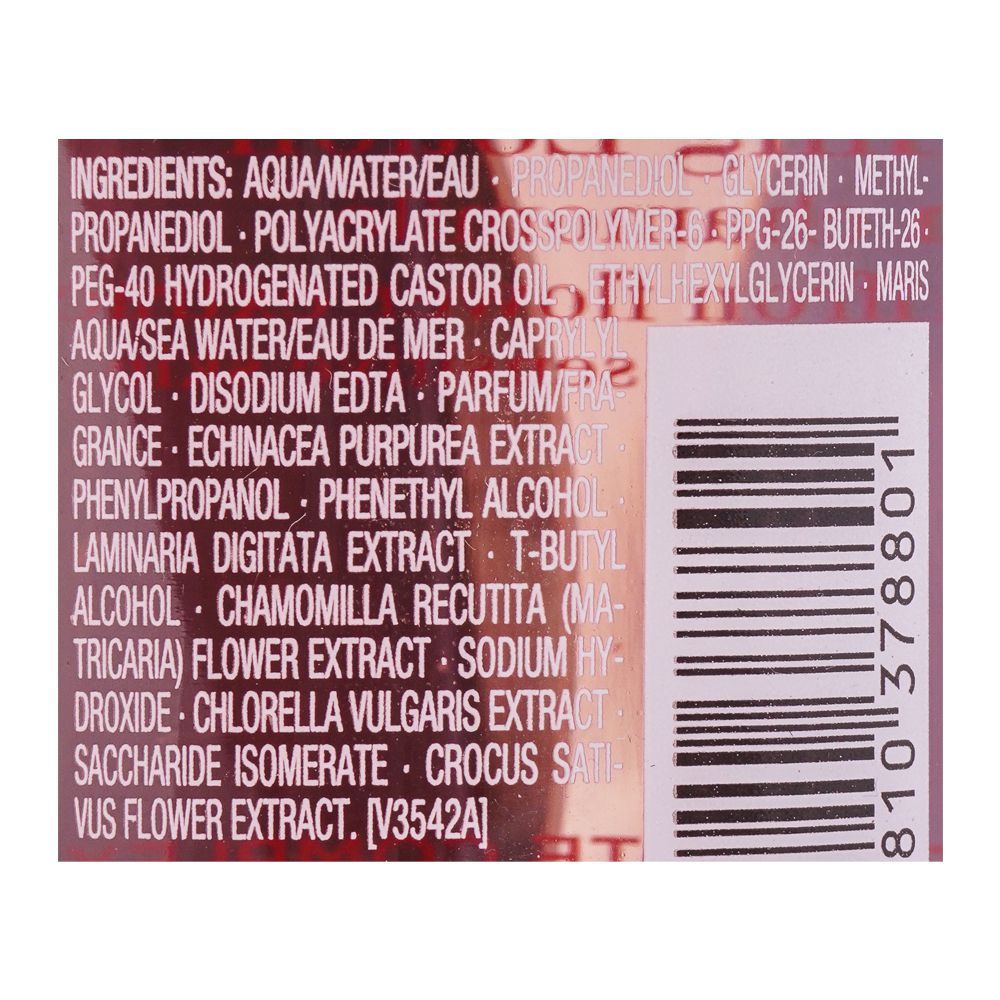 INGREDIENTS: AQUA/WATER/EAU · PROPANEDIOL · GLYCERIN · METHYL-
PROPANEDIOL · POLYACRYLATE CROSSPOLYMER-6 · PPG-26- BUTETH-26 ·
PEG-40 HYDROGENATED CASTOR OIL · ETHYLHEXYLGLYCERIN · MARIS
AQUA/SEA WATER/EAU DE MER · CAPRYLYL
GLYCOL · DISODIUM EDTA · PARFUM/FRA-
GRANCE · ECHINACEA PURPUREA EXTRACT ·
PHENYLPROPANOL · PHENETHYL ALCOHOL ·
LAMINARIA DIGITATA EXTRACT · T-BUTYL
ALCOHOL · CHAMOMILLA RECUTITA (MA-
TRICARIA) FLOWER EXTRACT · SODIUM HY-
DROXIDE · CHLORELLA VULGARIS EXTRACT ·
SACCHARIDE ISOMERATE · CROCUS SATI-
VUS FLOWER EXTRACT. [V3542A]
810 378801